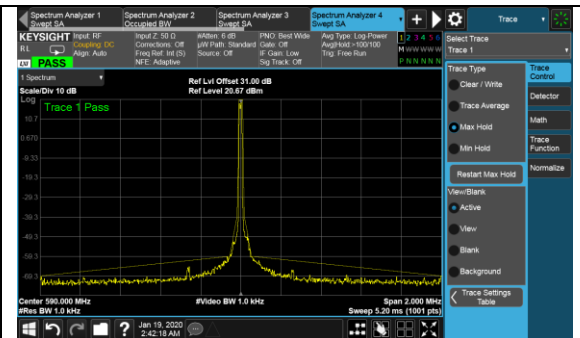 Spectrum Analyzer 1
Swept SA
Spectrum Analyzer 2
Occupied BW
Spectrum Analyzer 3
Swept SA
Spectrum Analyzer 4
Swept SA
Trace
KEYSIGHT
RL
PASS
Input: RF
Coupling: DC
Align: Auto
Input Z: 50 Ω
Corrections: Off
Freq Ref: Int (S)
NFE: Adaptive
#Atten: 6 dB
µW Path: Standard
Source: Off
PNO: Best Wide
Gate: Off
IF Gain: Low
Sig Track: Off
Avg Type: Log-Power
Avg|Hold >100/100
Trig: Free Run
1 2 3 4 5 6
M W W W W W
P N N N N N
Select Trace
Trace 1
1 Spectrum
Scale/Div 10 dB
Ref Lvl Offset 31.00 dB
Ref Level 20.67 dBm
Log
Trace 1 Pass
10.7
0.670
-9.33
-19.3
-29.3
-39.3
-49.3
-59.3
-69.3
Center 590.000 MHz
#Res BW 1.0 kHz
#Video BW 1.0 kHz
Span 2.000 MHz
Sweep 5.20 ms (1001 pts)
Trace Type
Clear / Write
Trace Average
Max Hold
Min Hold
Restart Max Hold
View/Blank
Active
View
Blank
Background
Trace Settings
Table
Trace
Control
Detector
Math
Trace
Function
Normalize
?
Jan 19, 2020
2:42:18 AM